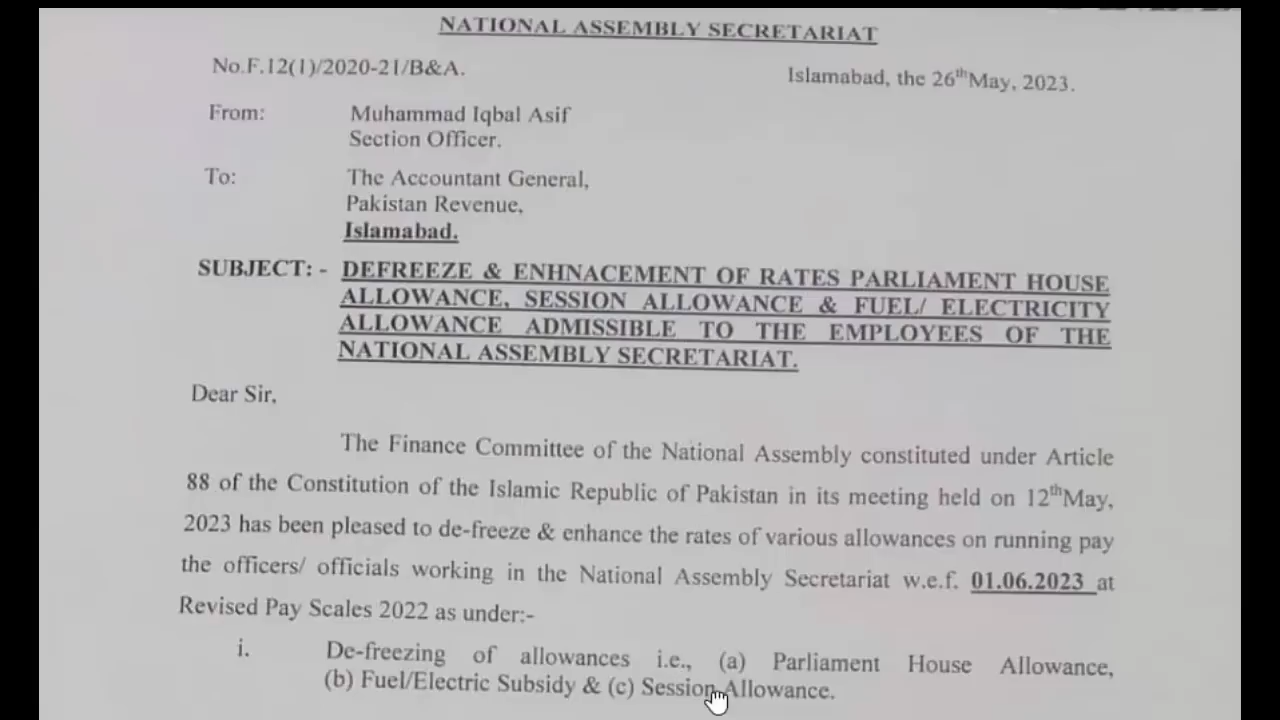 NATIONAL ASSEMBLY SECRETARIAT
No.F.12(1)/2020-21/B&A.
Islamabad, the 26thMay, 2023.
From: Muhammad Iqbal Asif
Section Officer.
To: The Accountant General,
Pakistan Revenue,
Islamabad.
SUBJECT: - DEFREEZE & ENHNACEMENT OF RATES PARLIAMENT HOUSE
ALLOWANCE, SESSION ALLOWANCE & FUEL/ ELECTRICITY
ALLOWANCE ADMISSIBLE TO THE EMPLOYEES OF THE
NATIONAL ASSEMBLY SECRETARIAT.
Dear Sir,
The Finance Committee of the National Assembly constituted under Article
88 of the Constitution of the Islamic Republic of Pakistan in its meeting held on 12thMay,
2023 has been pleased to de-freeze & enhance the rates of various allowances on running pay
the officers/ officials working in the National Assembly Secretariat w.e.f. 01.06.2023 at
Revised Pay Scales 2022 as under:-
i. De-freezing of allowances i.e., (a) Parliament House Allowance,
(b) Fuel/Electric Subsidy & (c) Session Allowance.